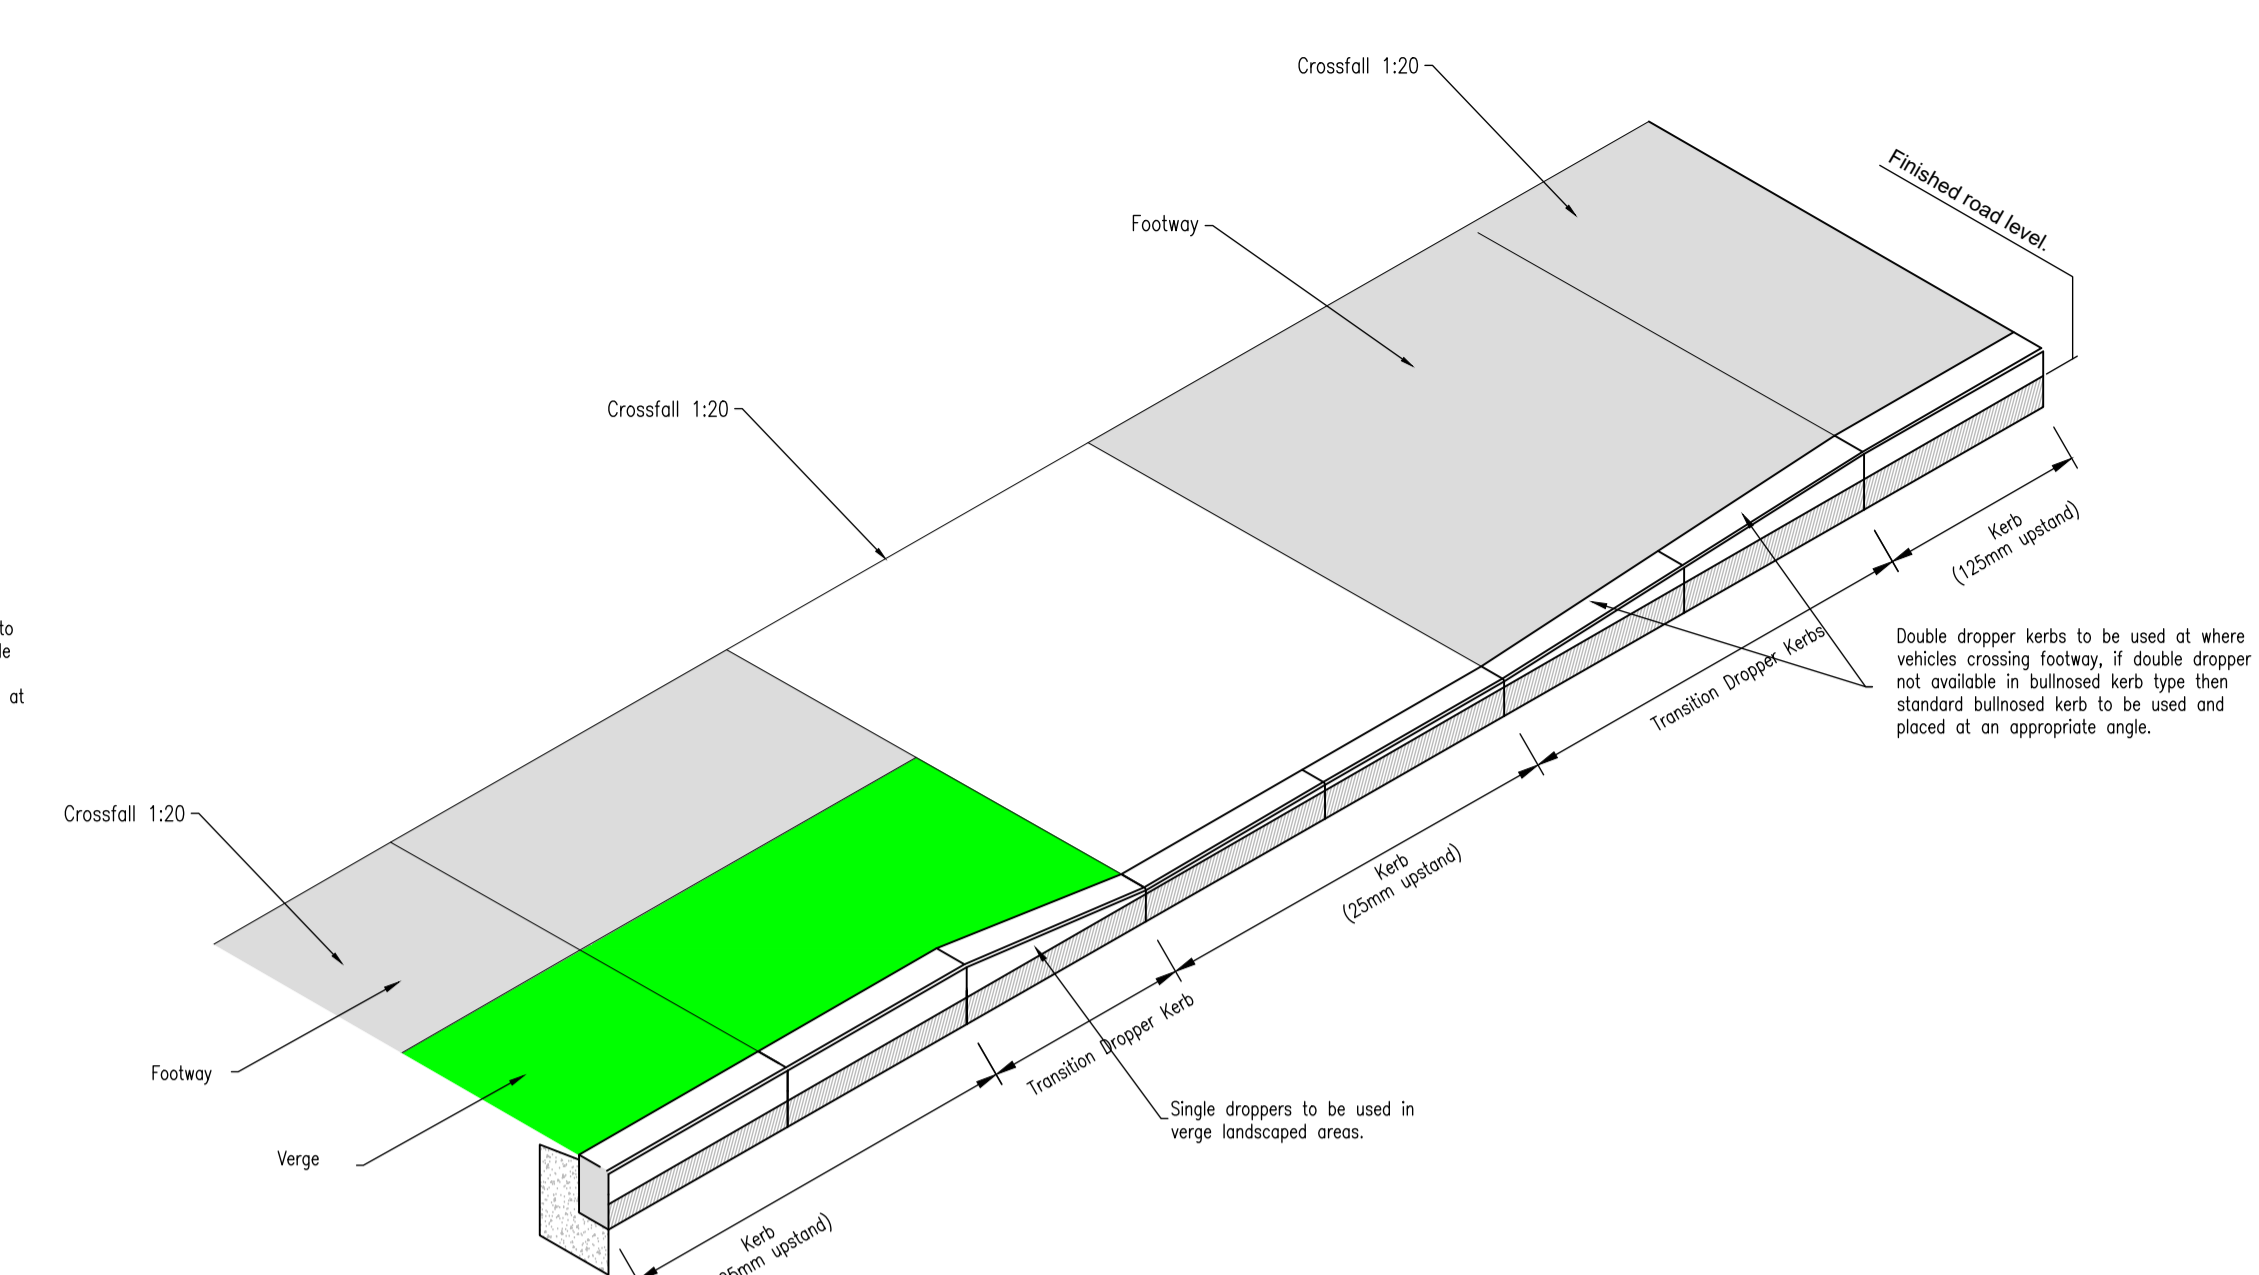 Crossfall 1:20
Finished road level.
Footway
Crossfall 1:20
Kerb
(125mm upstand)
to
at
Transition Dropper Kerbs
Double dropper kerbs to be used at where
vehicles crossing footway, if double dropper
not available in bullnosed kerb type then
standard bullnosed kerb to be used and
placed at an appropriate angle.
Crossfall 1:20
Kerb
(25mm upstand)
Transition Dropper Kerb
Footway
Single droppers to be used in
verge landscaped areas.
Verge
Kerb
upstand)